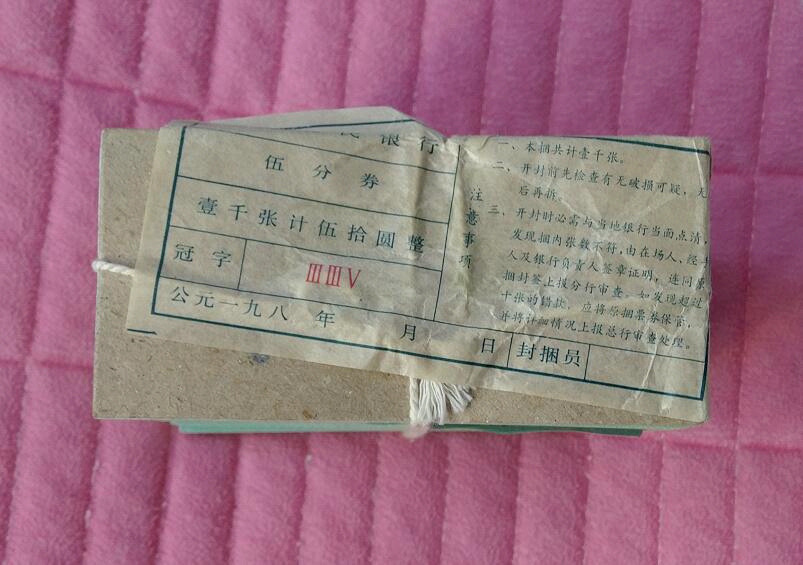 民银行
伍分券
壹千张计伍拾圆整
冠字 ⅢⅢⅤ
公元一九八 年 月 日 封捆员
注意事项
一、本捆共计壹千张。
二、开封前先检查有无破损可疑，无
后再拆。
三、开封时必需与当地银行当面点清，
发现捆内张数不符，由在场人、经手
人及银行负责人签章证明，连同原
捆封签上报分行审查。如发现超过
十张的错款，应将原捆票券保管，
并将详细情况上报总行审查处理。